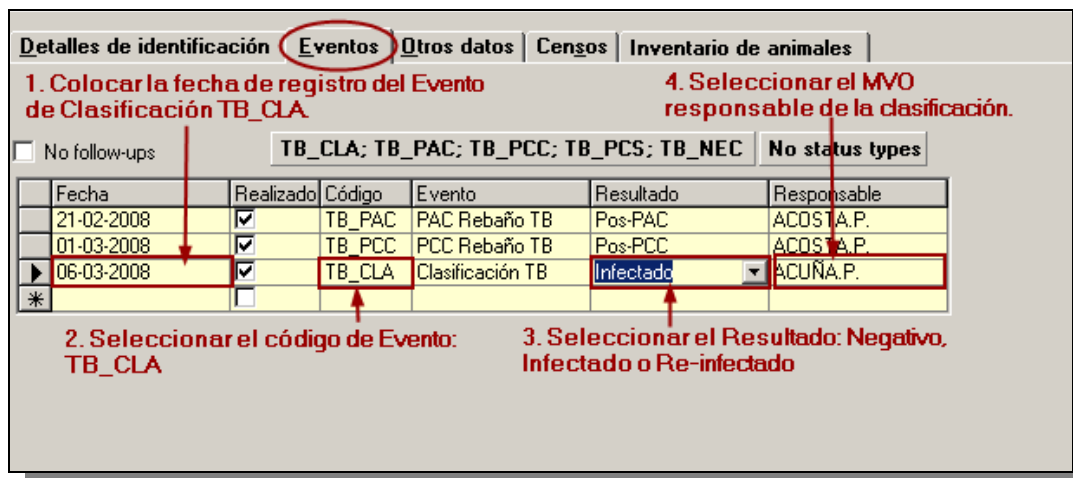 Detalles de identificación Eventos Otros datos Censos Inventario de animales
1. Colocar la fecha de registro del Evento
de Clasificación TB_CLA.
4. Seleccionar el MVO
responsable de la clasificación.
No follow-ups TB_CLA; TB_PAC; TB_PCC; TB_PCS; TB_NEC No status types
Fecha Realizado Código Evento Resultado Responsable
21-02-2008 TB_PAC PAC Rebaño TB Pos-PAC ACOSTA.P.
01-03-2008 TB_PCC PCC Rebaño TB Pos-PCC ACOSTA.P.
06-03-2008 TB_CLA Clasificación TB Infectado ACUÑA.P.
2. Seleccionar el código de Evento:
TB_CLA
3. Seleccionar el Resultado: Negativo,
Infectado o Re-infectado